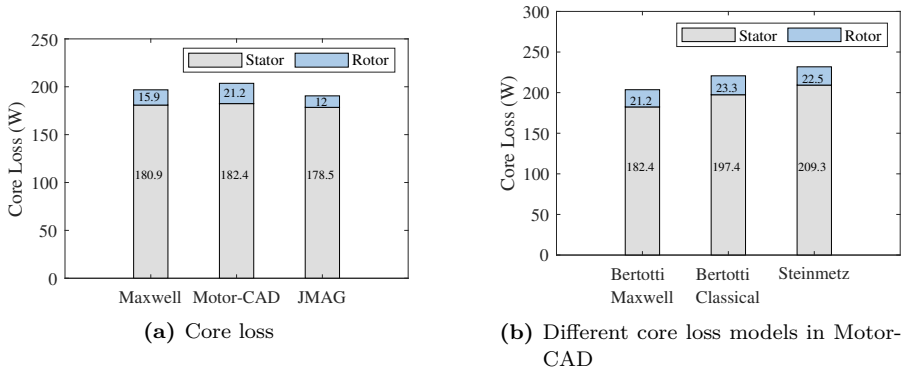 250
200
150
100
50
0
Core Loss (W)
Stator Rotor
15.9 21.2 12
180.9 182.4 178.5
Maxwell Motor-CAD JMAG
(a) Core loss
300
250
200
150
100
50
0
Core Loss (W)
Stator Rotor
21.2 23.3 22.5
182.4 197.4 209.3
Bertotti Bertotti Steinmetz
Maxwell Classical
(b) Different core loss models in Motor-
CAD